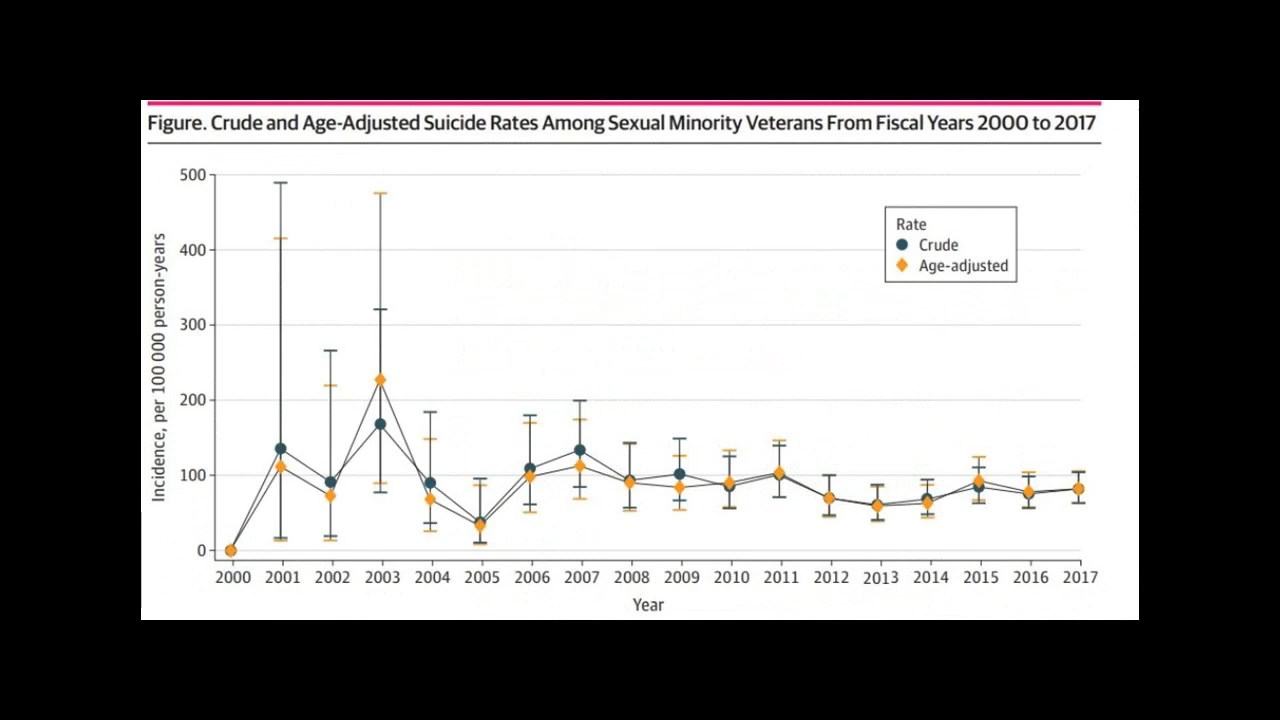 Figure. Crude and Age-Adjusted Suicide Rates Among Sexual Minority Veterans From Fiscal Years 2000 to 2017
Incidence, per 100 000 person-years
500
400
300
200
100
0
Rate
Crude
Age-adjusted
2000 2001 2002 2003 2004 2005 2006 2007 2008 2009 2010 2011 2012 2013 2014 2015 2016 2017
Year